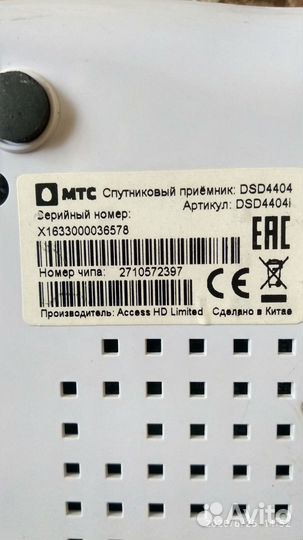 МТС Спутниковый приёмник: DSD4404
Артикул: DSD4404i
Серийный номер:
X1633000036578
EAC
Номер чипа: 2710572397
CE
Производитель: Access HD Limited Сделано в Китае
Avito